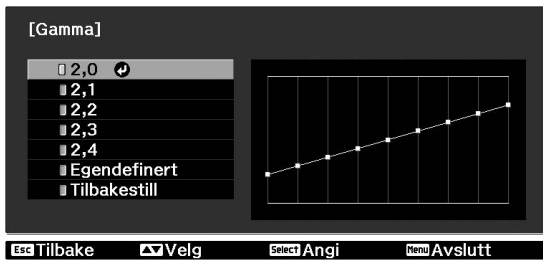 [Gamma]
2,0
2,1
2,2
2,3
2,4
Egendefinert
Tilbakestill
Esc Tilbake Velg Select Angi Menu Avslutt